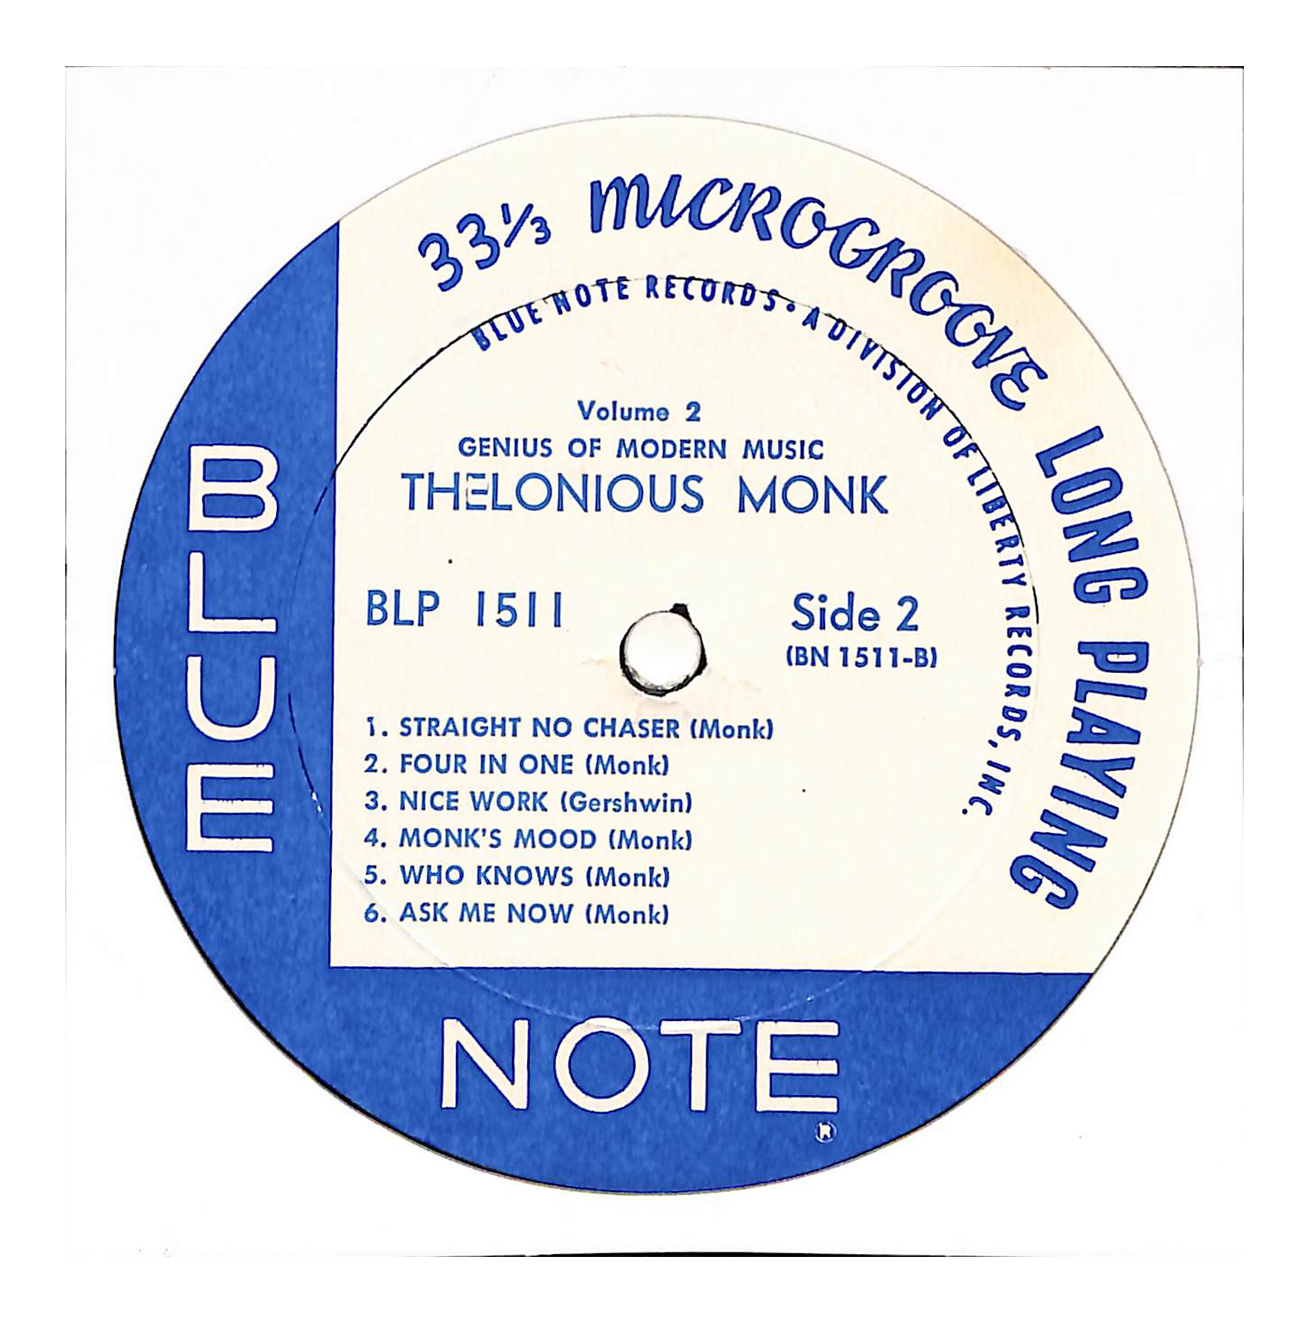 33⅓ MICROGROOVE LONG PLAYING
BLUE NOTE RECORDS • A DIVISION OF LIBERTY RECORDS, INC.
Volume 2
GENIUS OF MODERN MUSIC
THELONIOUS MONK
BLP 1511
Side 2
(BN 1511-B)
1. STRAIGHT NO CHASER (Monk)
2. FOUR IN ONE (Monk)
3. NICE WORK (Gershwin)
4. MONK'S MOOD (Monk)
5. WHO KNOWS (Monk)
6. ASK ME NOW (Monk)
BLUE
NOTE
®